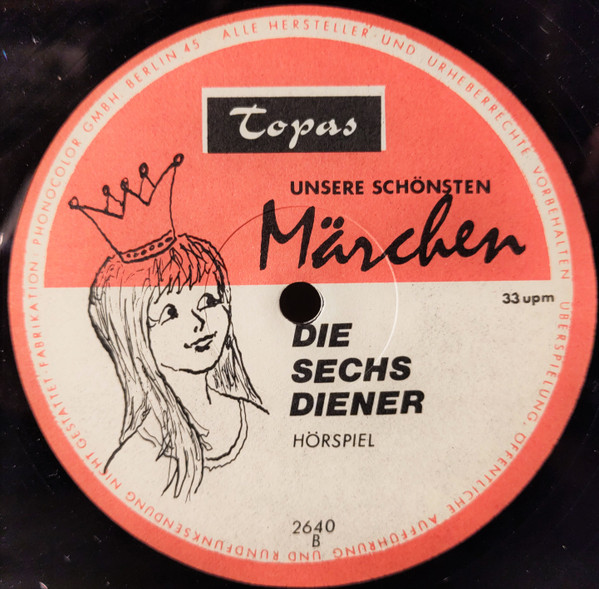 Topas
UNSERE SCHÖNSTEN
Märchen
33 upm
DIE
SECHS
DIENER
HÖRSPIEL
2640
B
ALLE HERSTELLER- UND URHEBERRECHTE VORBEHALTEN · ÜBERSPIELUNG, ÖFFENTLICHE AUFFÜHRUNG UND RUNDFUNKSENDUNG NICHT GESTATTET · FABRIKATION: PHONOCOLOR GMBH, BERLIN 45